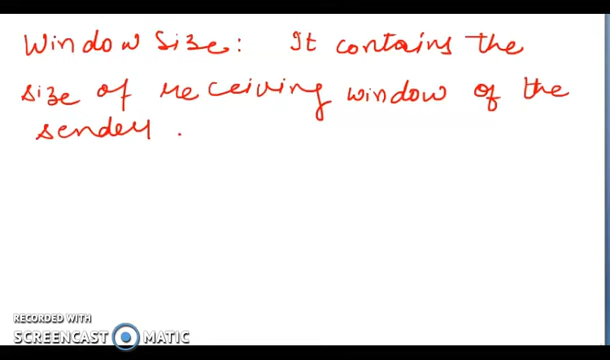 Window Size: It contains the
size of receiving window of the
sender.
RECORDED WITH
SCREENCAST MATIC